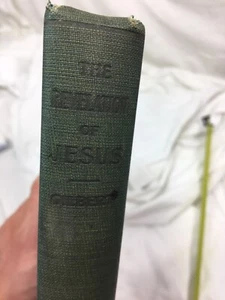 THE
REVELATION
OF
JESUS
GILBERT